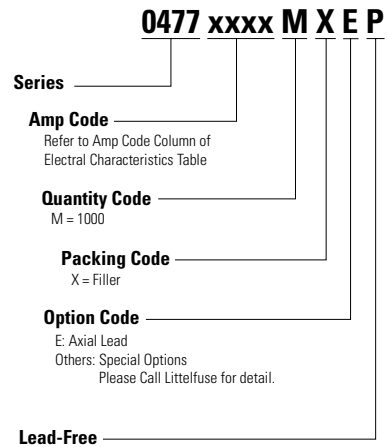 0477 xxxx M X E P
Series
Amp Code
Refer to Amp Code Column of
Electral Characteristics Table
Quantity Code
M = 1000
Packing Code
X = Filler
Option Code
E: Axial Lead
Others: Special Options
Please Call Littelfuse for detail.
Lead-Free